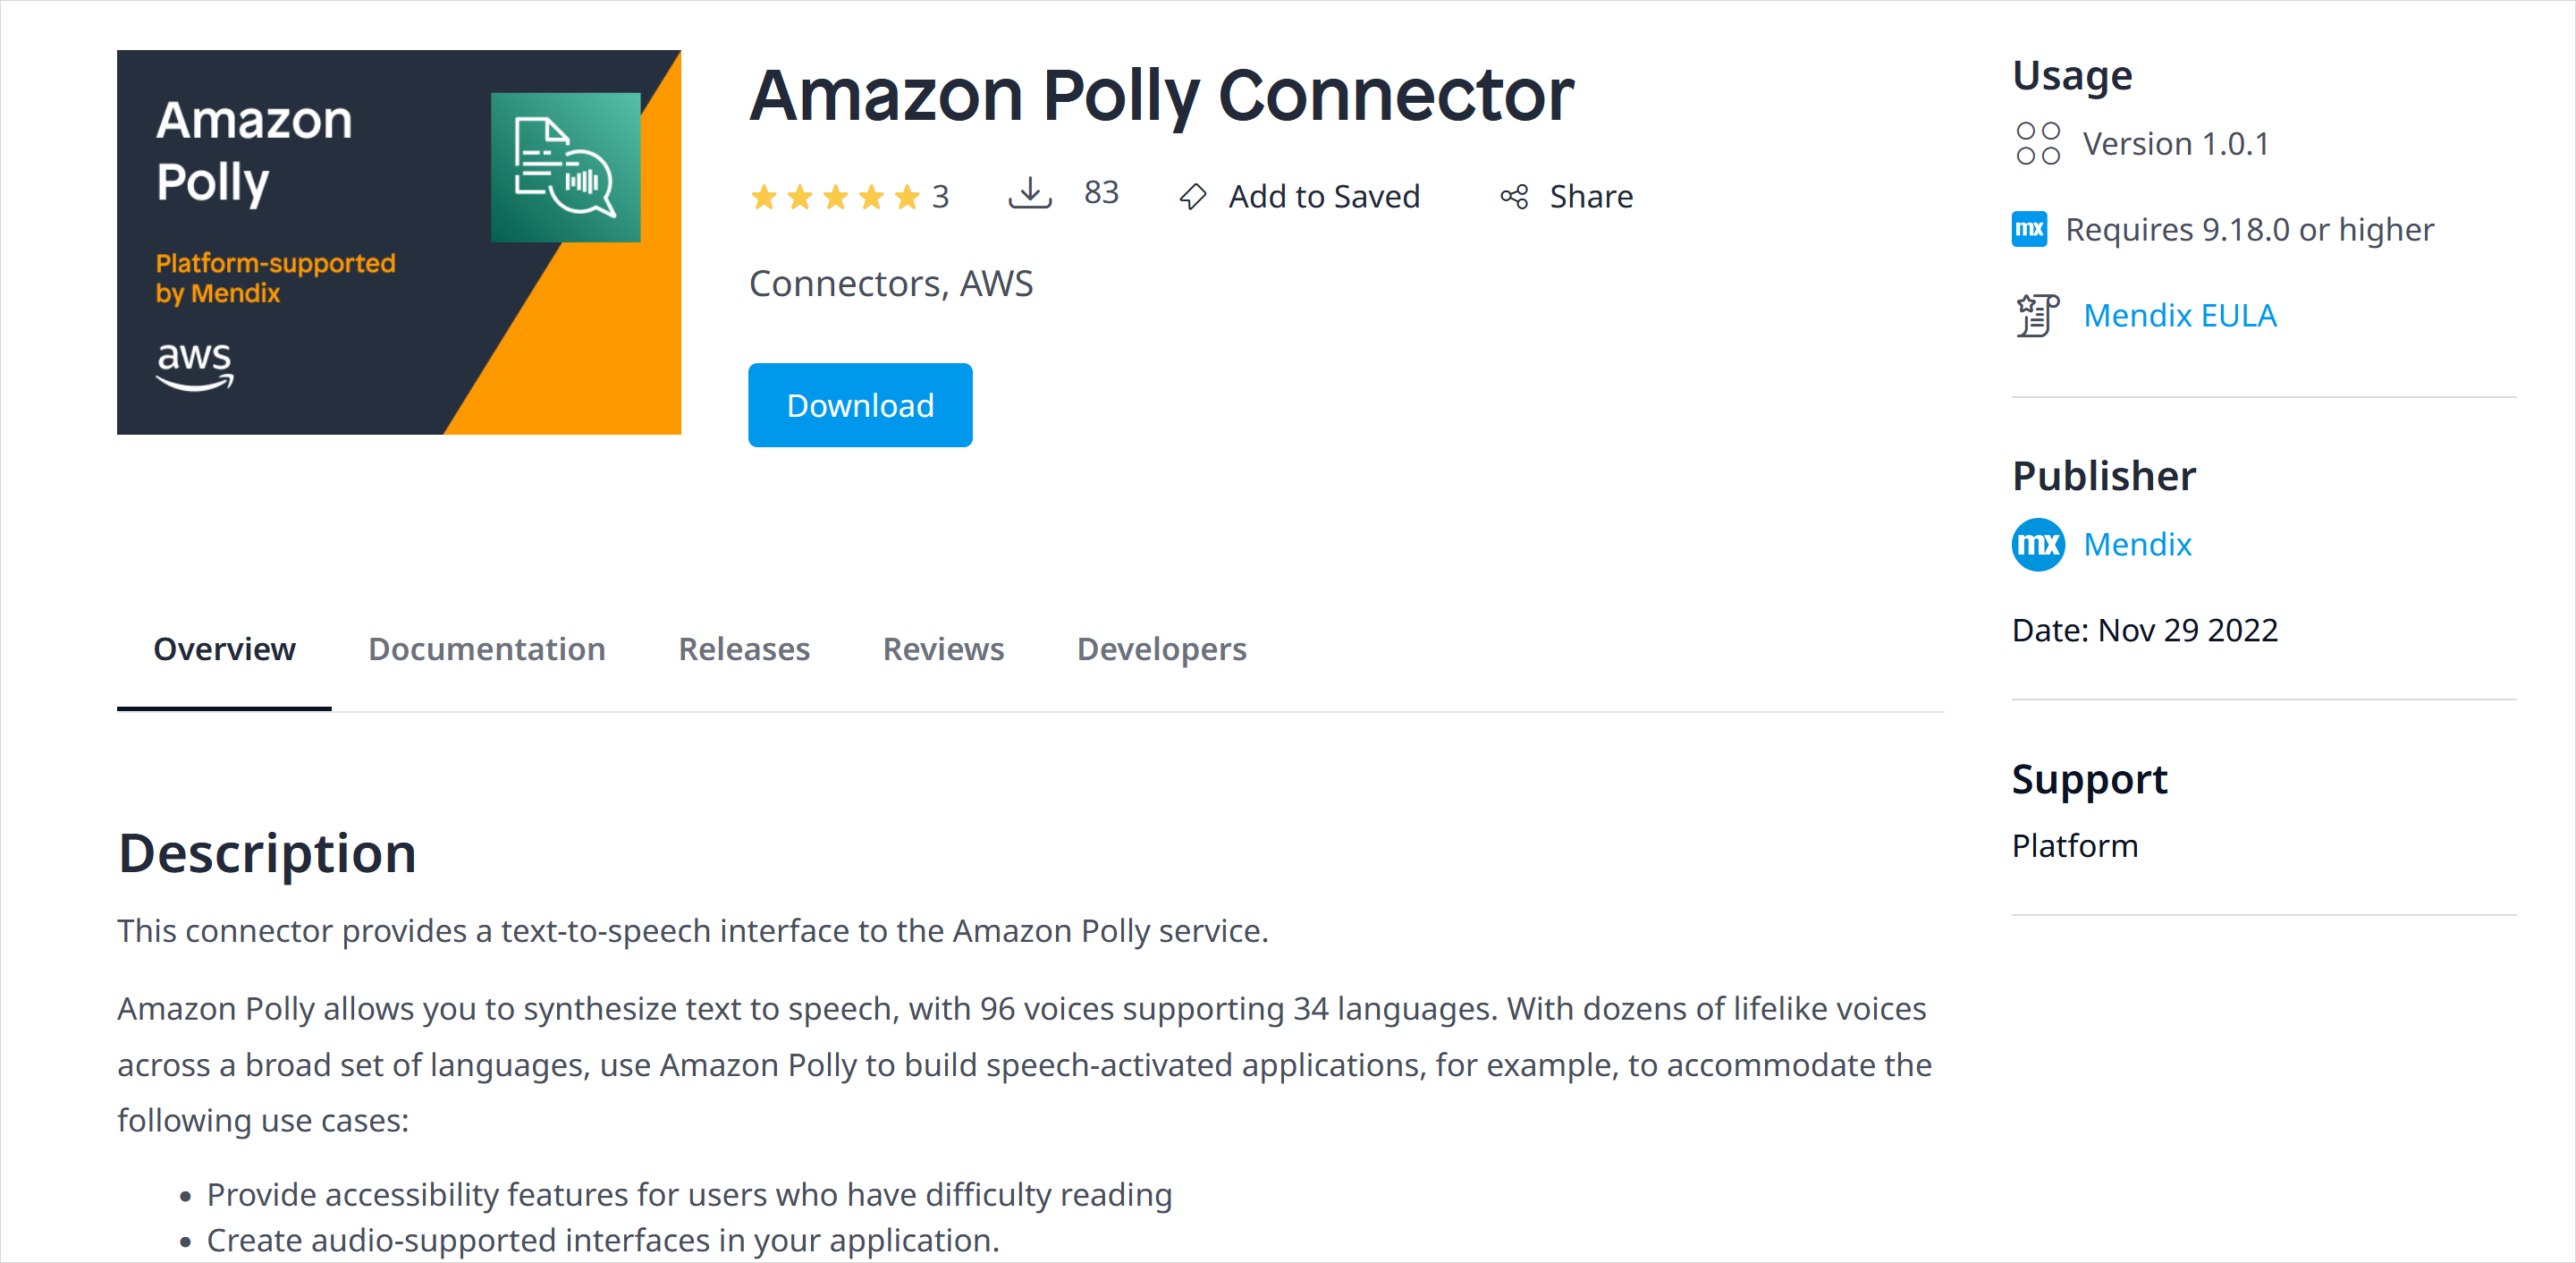 Amazon
Polly
Platform-supported
by Mendix
aws
Amazon Polly Connector
3
83
Add to Saved
Share
Connectors, AWS
Download
Usage
Version 1.0.1
mx
Requires 9.18.0 or higher
Mendix EULA
Publisher
mx
Mendix
Date: Nov 29 2022
Support
Platform
Overview
Documentation
Releases
Reviews
Developers
Description
This connector provides a text-to-speech interface to the Amazon Polly service.
Amazon Polly allows you to synthesize text to speech, with 96 voices supporting 34 languages. With dozens of lifelike voices
across a broad set of languages, use Amazon Polly to build speech-activated applications, for example, to accommodate the
following use cases:
• Provide accessibility features for users who have difficulty reading
• Create audio-supported interfaces in your application.